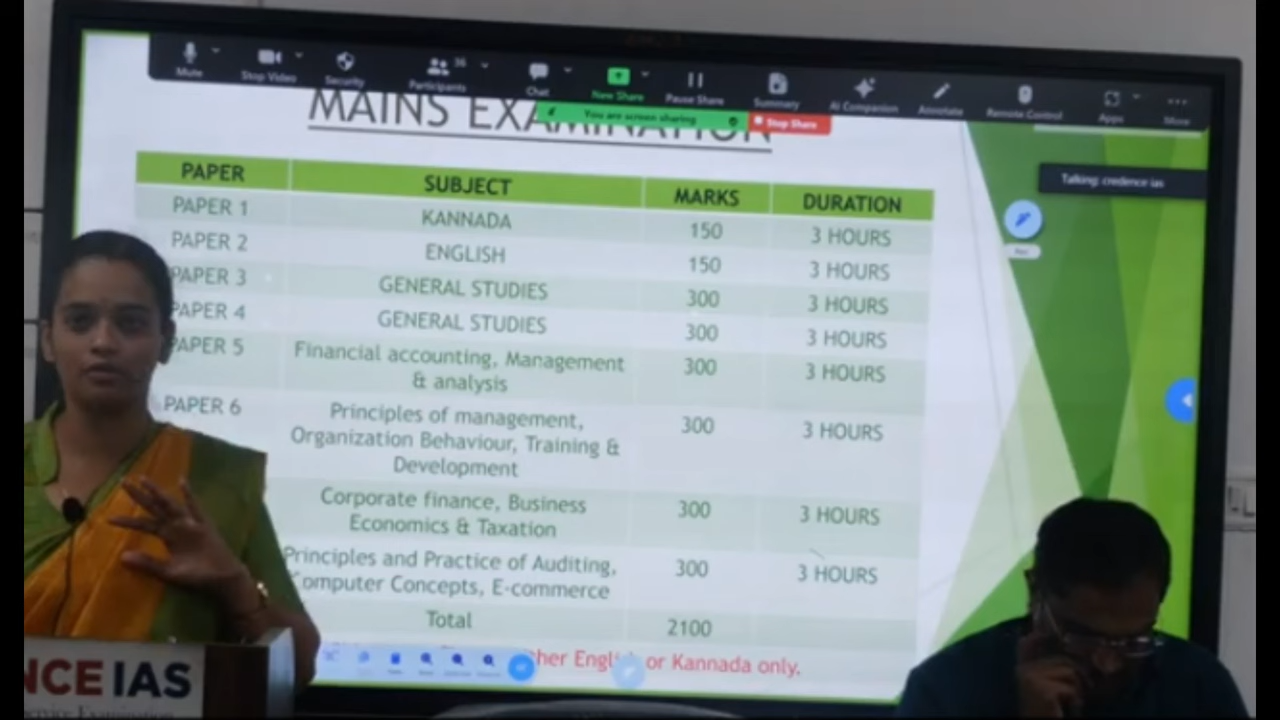 Mute
Stop Video
Security
Participants
36
Chat
New Share
Pause Share
Summary
AI Companion
Annotate
Remote Control
Apps
More
You are screen sharing
Stop Share
Talking: credence ias
MAINS EXAMINATION
PAPER SUBJECT MARKS DURATION
PAPER 1 KANNADA 150 3 HOURS
PAPER 2 ENGLISH 150 3 HOURS
PAPER 3 GENERAL STUDIES 300 3 HOURS
PAPER 4 GENERAL STUDIES 300 3 HOURS
PAPER 5 Financial accounting, Management 300 3 HOURS
& analysis
PAPER 6 Principles of management, 300 3 HOURS
Organization Behaviour, Training &
Development
Corporate finance, Business 300 3 HOURS
Economics & Taxation
Principles and Practice of Auditing, 300 3 HOURS
Computer Concepts, E-commerce
Total 2100
or Kannada only.
NCE IAS